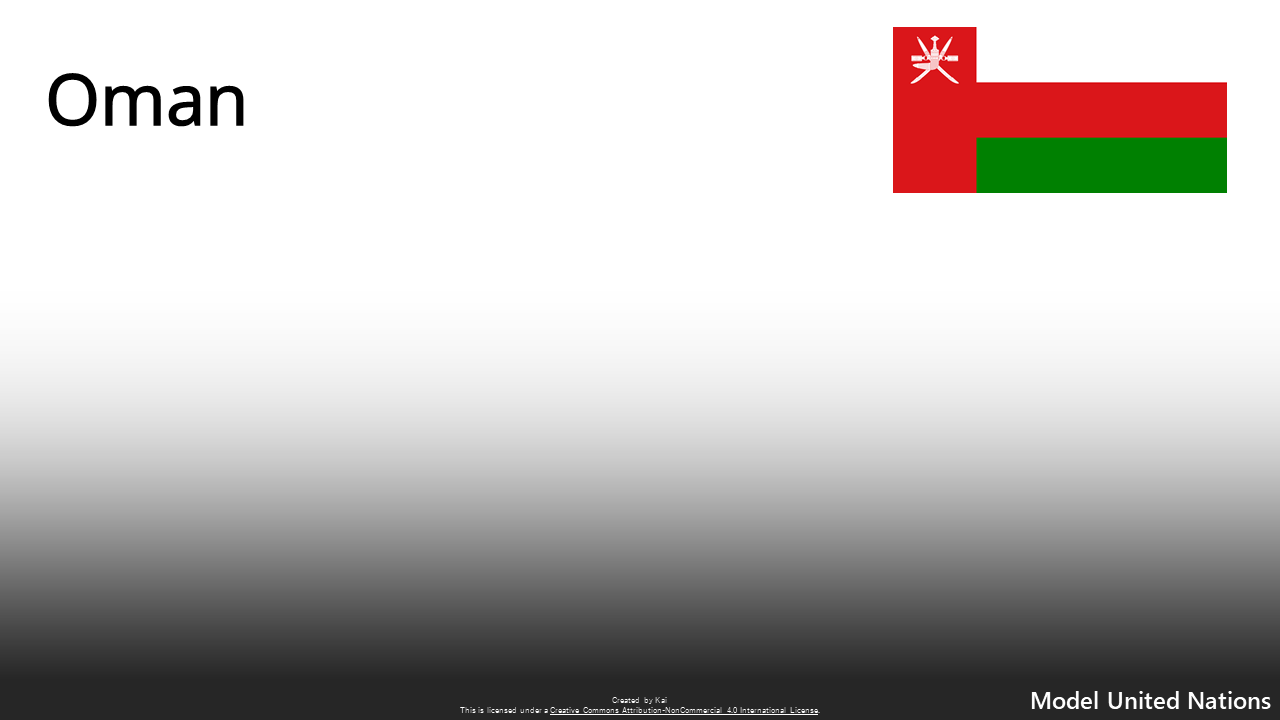 Oman
Created by Kai
This is licensed under a Creative Commons Attribution-NonCommercial 4.0 International License.
Model United Nations